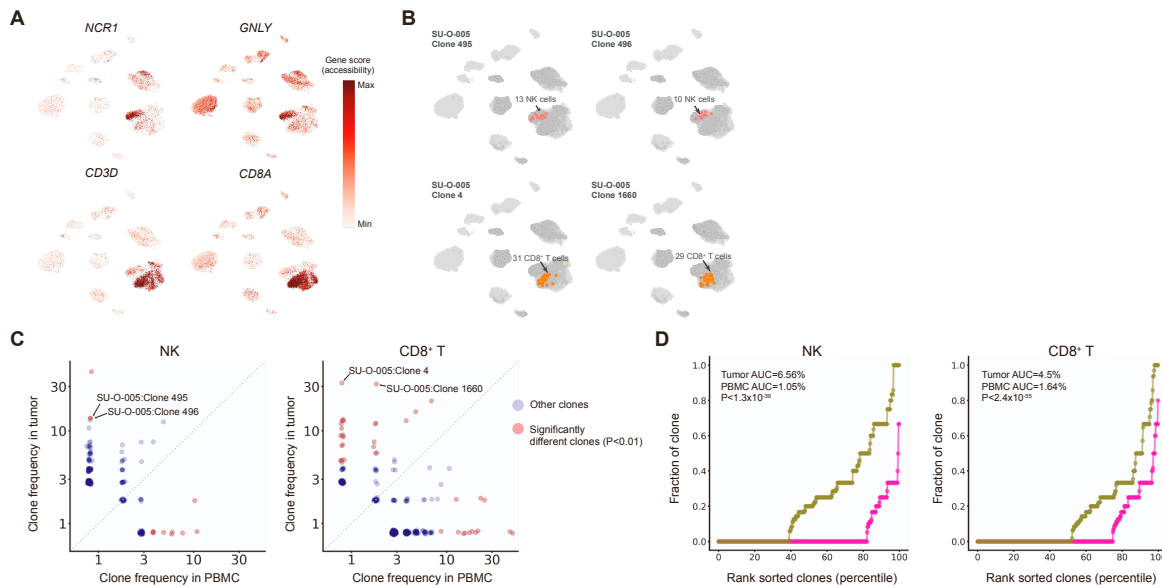 A
NCR1
GNLY
Gene score
(accessibility)
Max
Min
CD3D
CD8A
B
SU-O-005
Clone 495
SU-O-005
Clone 496
13 NK cells
10 NK cells
SU-O-005
Clone 4
SU-O-005
Clone 1660
31 CD8⁺ T cells
29 CD8⁺ T cells
C
NK
Clone frequency in tumor
30
10
3
1
SU-O-005:Clone 495
SU-O-005:Clone 496
1
3
10
30
Clone frequency in PBMC
CD8⁺ T
Clone frequency in tumor
30
10
3
1
SU-O-005:Clone 4
SU-O-005:Clone 1660
1
3
10
30
Clone frequency in PBMC
Other clones
Significantly
different clones (P<0.01)
D
NK
Fraction of clone
1.0
0.8
0.6
0.4
0.2
0.0
Tumor AUC=6.56%
PBMC AUC=1.05%
P<1.3x10⁻³⁹
0
20
40
60
80
100
Rank sorted clones (percentile)
CD8⁺ T
Fraction of clone
1.0
0.8
0.6
0.4
0.2
0.0
Tumor AUC=4.5%
PBMC AUC=1.64%
P<2.4x10⁻⁵⁵
0
20
40
60
80
100
Rank sorted clones (percentile)